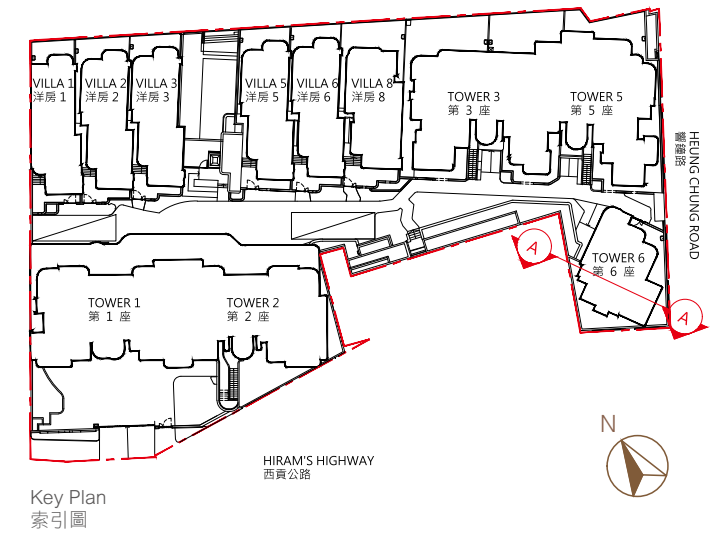 VILLA 1
洋房 1
VILLA 2
洋房 2
VILLA 3
洋房 3
VILLA 5
洋房 5
VILLA 6
洋房 6
VILLA 8
洋房 8
TOWER 3
第 3 座
TOWER 5
第 5 座
HEUNG CHUNG ROAD
響鐘路
A
TOWER 6
第 6 座
A
TOWER 1
第 1 座
TOWER 2
第 2 座
N
HIRAM'S HIGHWAY
西貢公路
Key Plan
索引圖